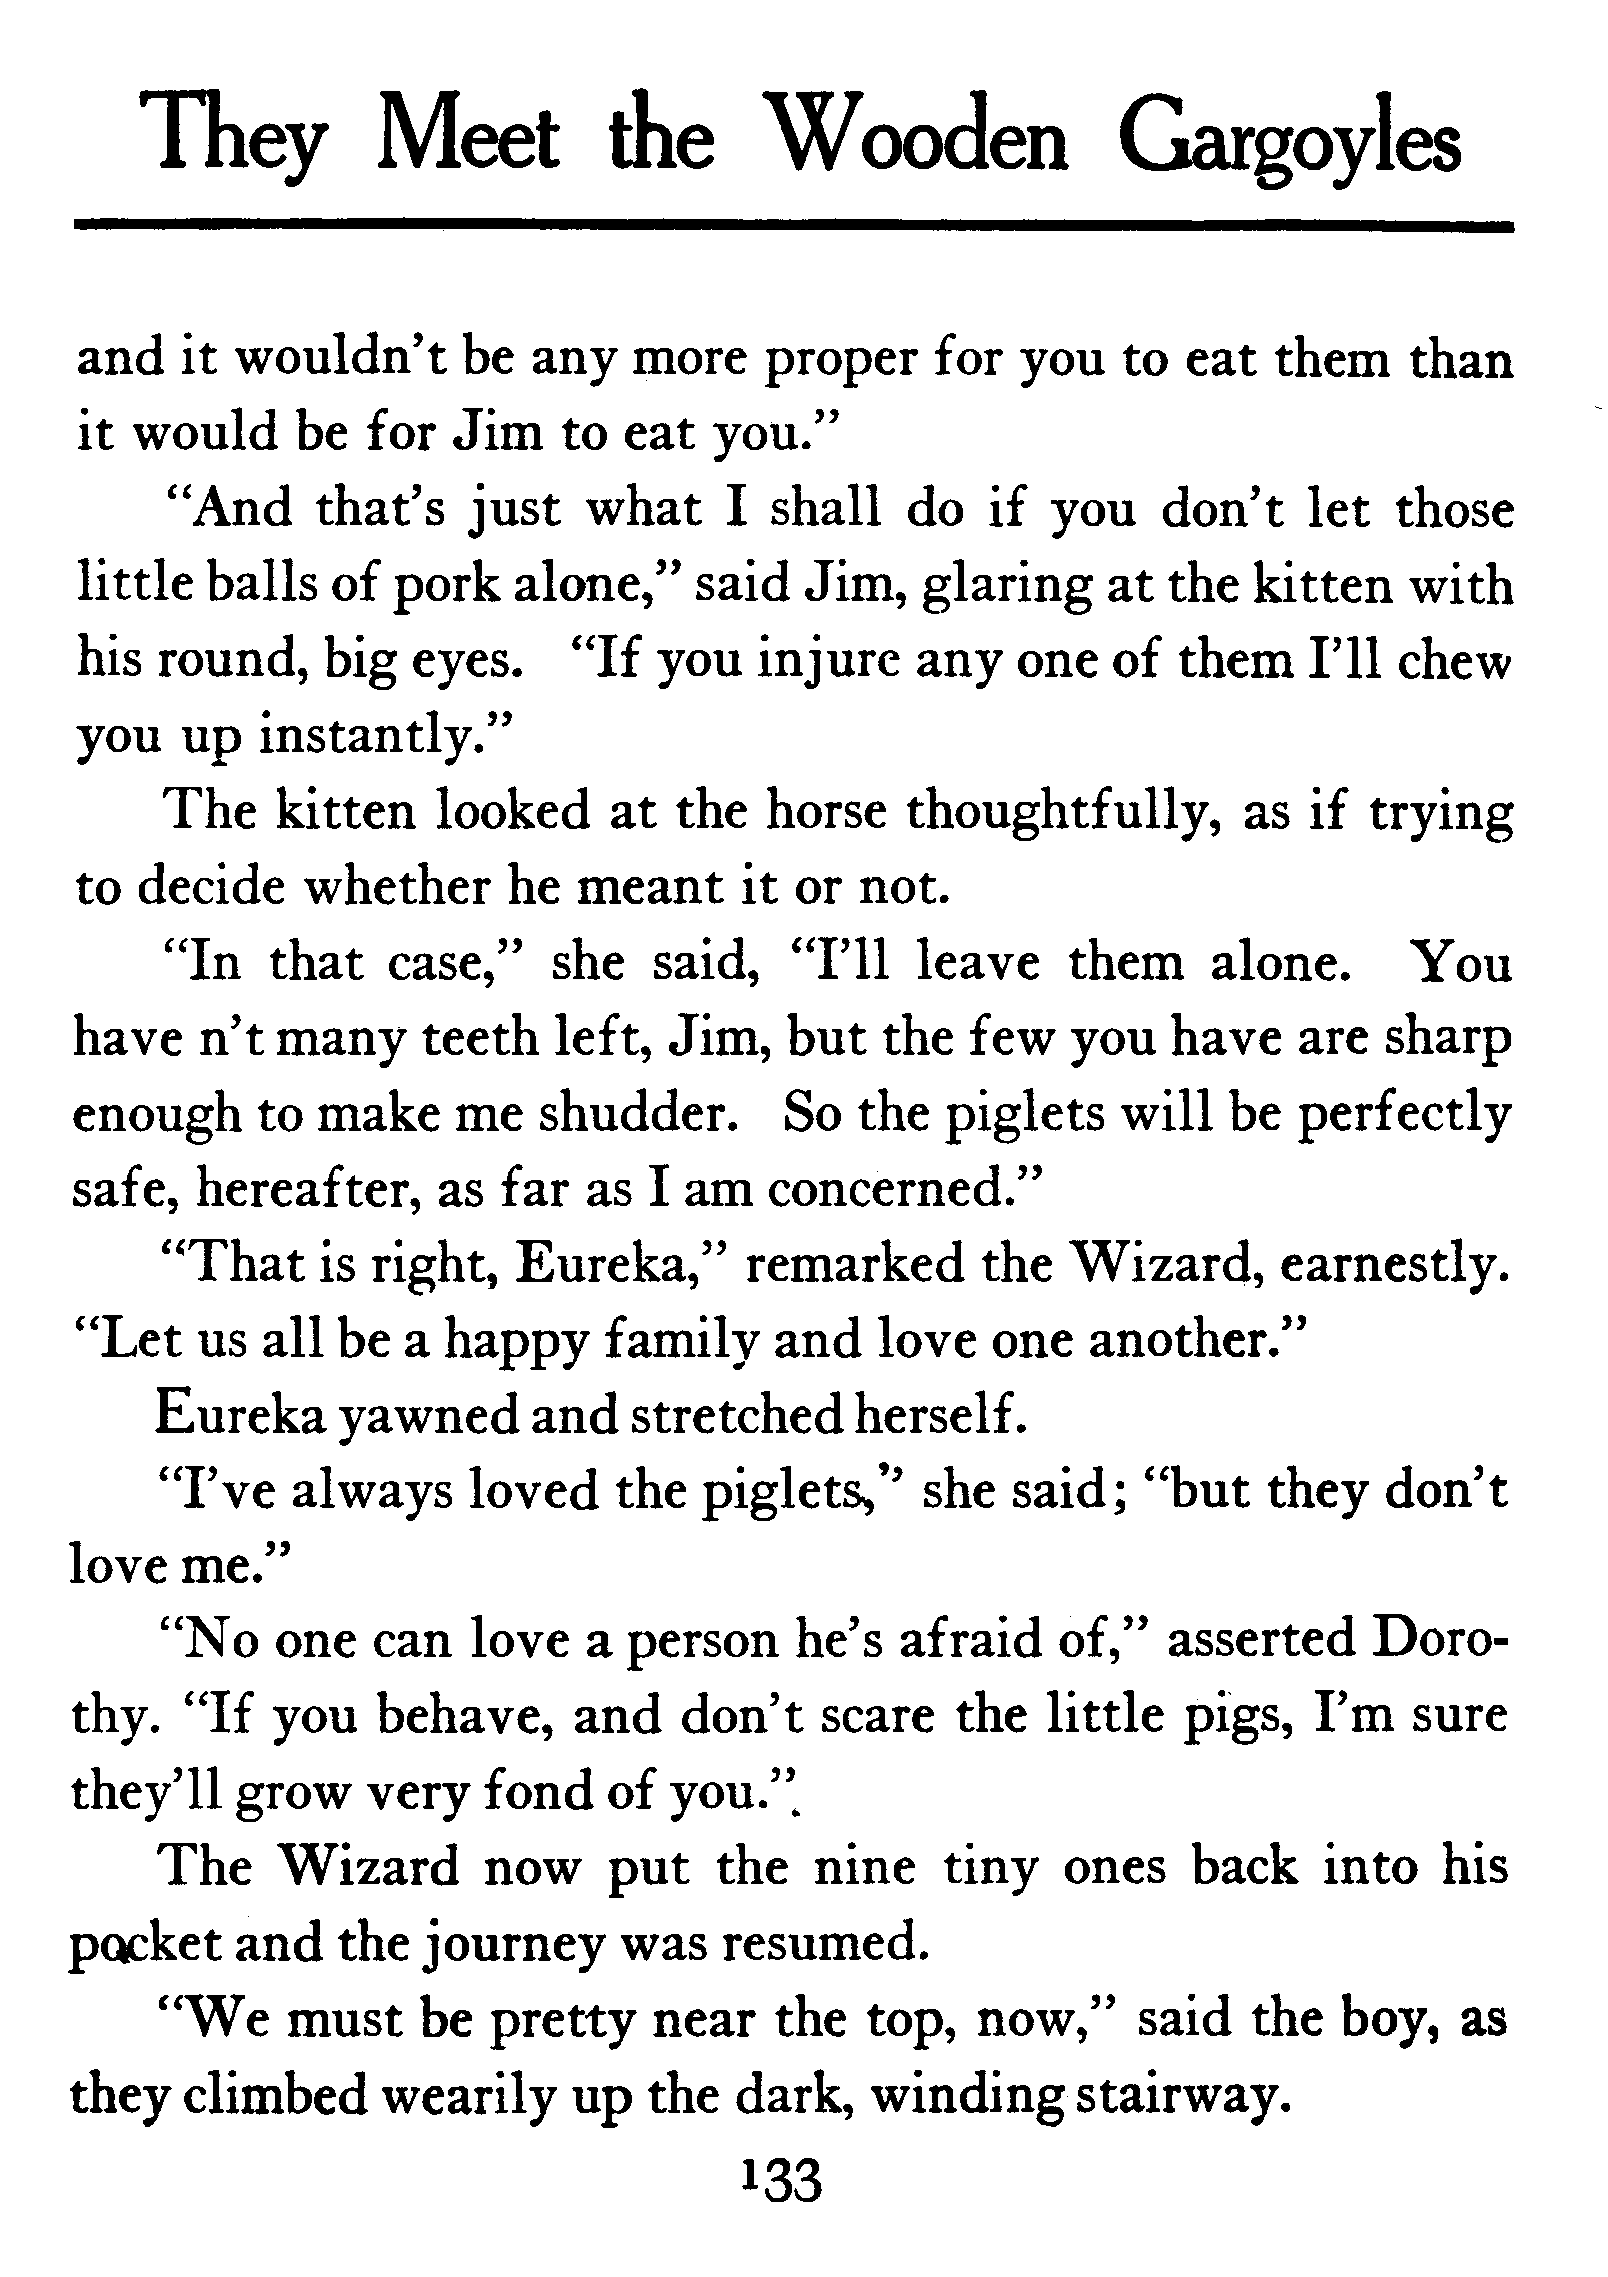 They Meet the Wooden Gargoyles
and it wouldn't be any more proper for you to eat them than
it would be for Jim to eat you."
"And that's just what I shall do if you don't let those
little balls of pork alone," said Jim, glaring at the kitten with
his round, big eyes. "If you injure any one of them I'll chew
you up instantly."
The kitten looked at the horse thoughtfully, as if trying
to decide whether he meant it or not.
"In that case," she said, "I'll leave them alone. You
have n't many teeth left, Jim, but the few you have are sharp
enough to make me shudder. So the piglets will be perfectly
safe, hereafter, as far as I am concerned."
"That is right, Eureka," remarked the Wizard, earnestly.
"Let us all be a happy family and love one another."
Eureka yawned and stretched herself.
"I've always loved the piglets," she said; "but they don't
love me."
"No one can love a person he's afraid of," asserted Doro-
thy. "If you behave, and don't scare the little pigs, I'm sure
they'll grow very fond of you."
The Wizard now put the nine tiny ones back into his
pocket and the journey was resumed.
"We must be pretty near the top, now," said the boy, as
they climbed wearily up the dark, winding stairway.
133